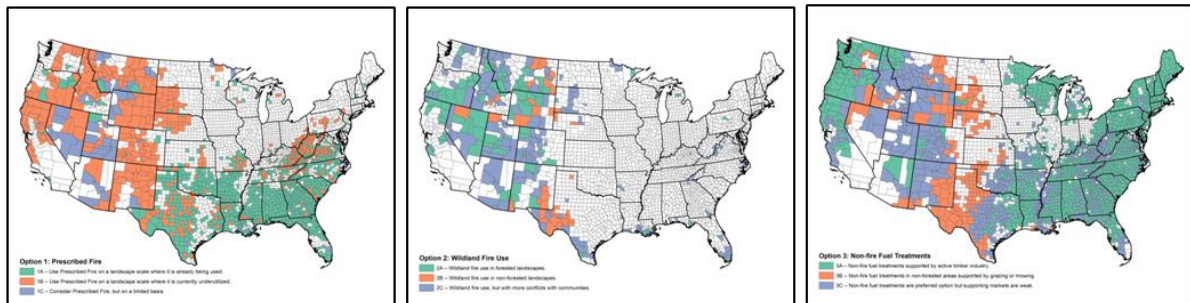 Option 1: Prescribed Fire
1A – Use Prescribed Fire on a landscape scale where it is already being used.
1B – Use Prescribed Fire on a landscape scale where it is currently underutilized.
1C – Consider Prescribed Fire, but on a limited basis.
Option 2: Wildland Fire Use
2A – Wildland fire use in forested landscapes.
2B – Wildland fire use in non-forested landscapes.
2C – Wildland fire use, but with more conflicts with communities.
Option 3: Non-fire Fuel Treatments
3A – Non-fire fuel treatments supported by active timber industry.
3B – Non-fire fuel treatments in non-forested areas supported by grazing or mowing.
3C – Non-fire fuel treatments are preferred option but supporting markets are weak.